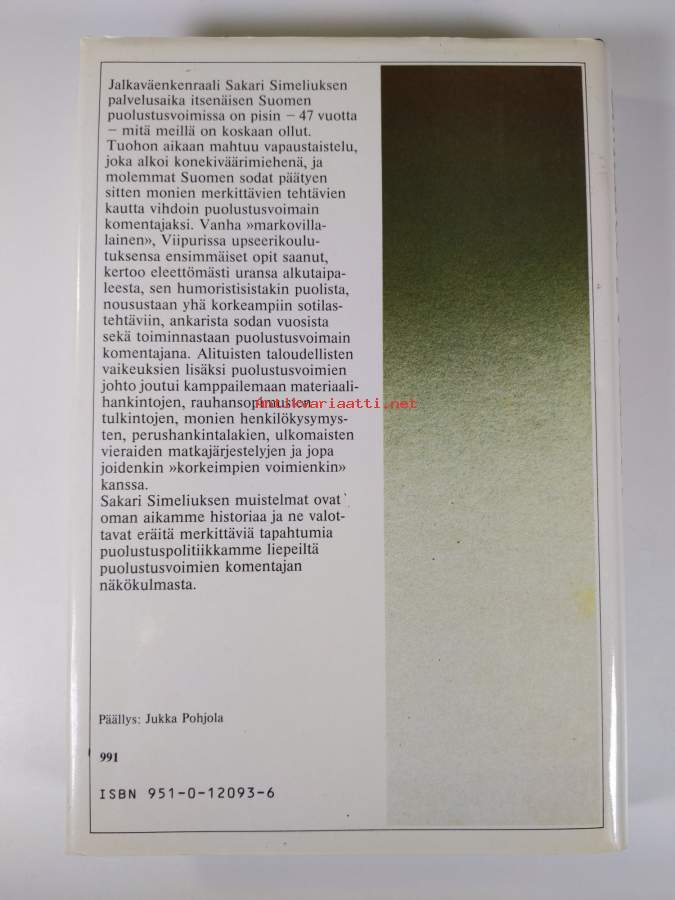 Jalkaväenkenraali Sakari Simeliuksen
palvelusaika itsenäisen Suomen
puolustusvoimissa on pisin – 47 vuotta
– mitä meillä on koskaan ollut.
Tuohon aikaan mahtuu vapaustaistelu,
joka alkoi konekiväärimiehenä, ja
molemmat Suomen sodat päätyen
sitten monien merkittävien tehtävien
kautta vihdoin puolustusvoimain
komentajaksi. Vanha »markovilla-
lainen», Viipurissa upseerikoulu-
tuksensa ensimmäiset opit saanut,
kertoo eleettömästi uransa alkutaipa-
leesta, sen humoristisistakin puolista,
nousustaan yhä korkeampiin sotilas-
tehtäviin, ankarista sodan vuosista
sekä toiminnastaan puolustusvoimain
komentajana. Alituisten taloudellisten
vaikeuksien lisäksi puolustusvoimien
johto joutui kamppailemaan materiaali-
hankintojen, rauhansopimusten
antikvariaatti.net
tulkintojen, monien henkilökysymys-
ten, perushankintalakien, ulkomaisten
vieraiden matkajärjestelyjen ja jopa
joidenkin »korkeimpien voimienkin»
kanssa.
Sakari Simeliuksen muistelmat ovat
oman aikamme historiaa ja ne valot-
tavat eräitä merkittäviä tapahtumia
puolustuspolitiikkamme liepeiltä
puolustusvoimien komentajan
näkökulmasta.
Päällys: Jukka Pohjola
991
ISBN 951-0-12093-6